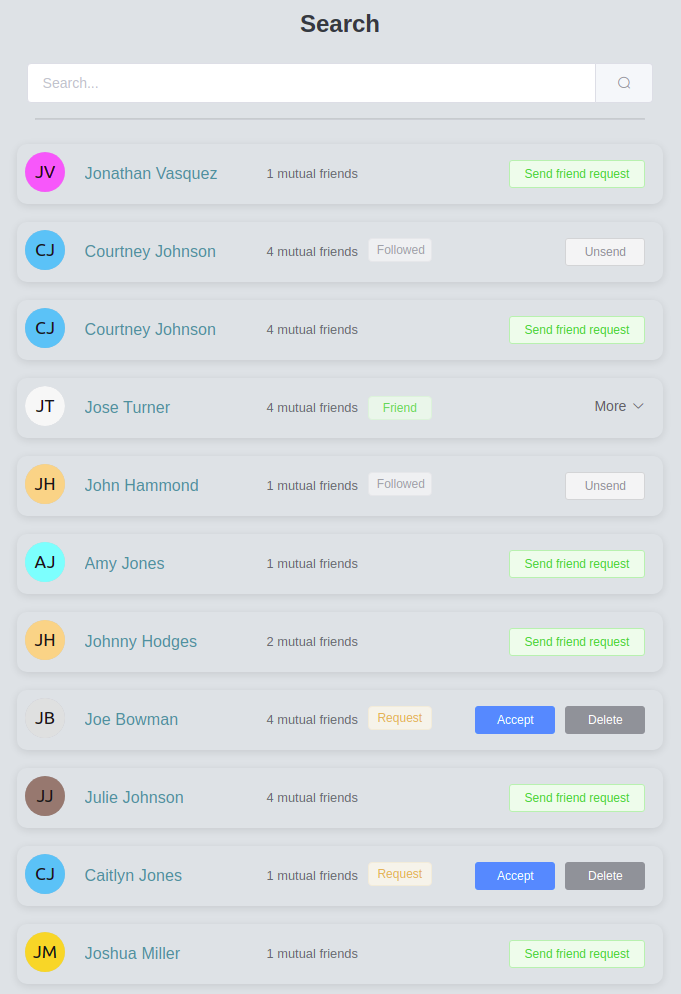 Search
Search...
JV Jonathan Vasquez 1 mutual friends Send friend request
CJ Courtney Johnson 4 mutual friends Followed Unsend
CJ Courtney Johnson 4 mutual friends Send friend request
JT Jose Turner 4 mutual friends Friend More
JH John Hammond 1 mutual friends Followed Unsend
AJ Amy Jones 1 mutual friends Send friend request
JH Johnny Hodges 2 mutual friends Send friend request
JB Joe Bowman 4 mutual friends Request Accept Delete
JJ Julie Johnson 4 mutual friends Send friend request
CJ Caitlyn Jones 1 mutual friends Request Accept Delete
JM Joshua Miller 1 mutual friends Send friend request